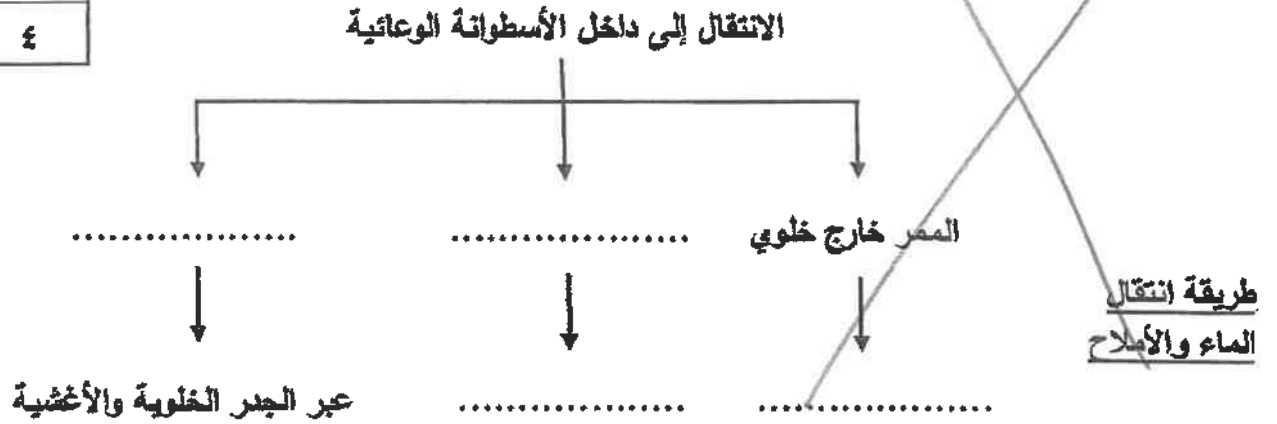 ٤
الانتقال إلى داخل الأسطوانة الوعائية
الممر خارج خلوي ..................... ...................
طريقة انتقال
الماء والأملاح
..................... .................... عبر الجدر الخلوية والأغشية